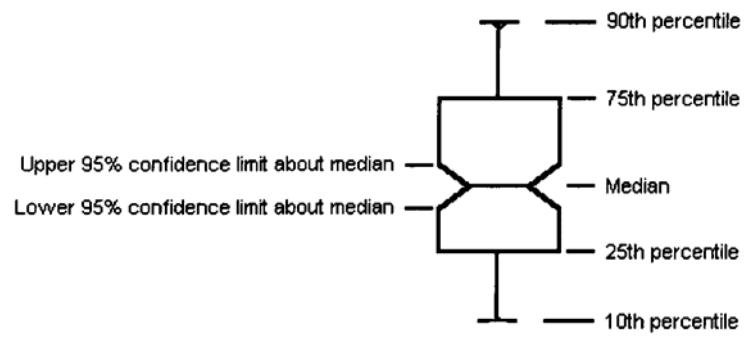 90th percentile
75th percentile
Upper 95% confidence limit about median
Median
Lower 95% confidence limit about median
25th percentile
10th percentile